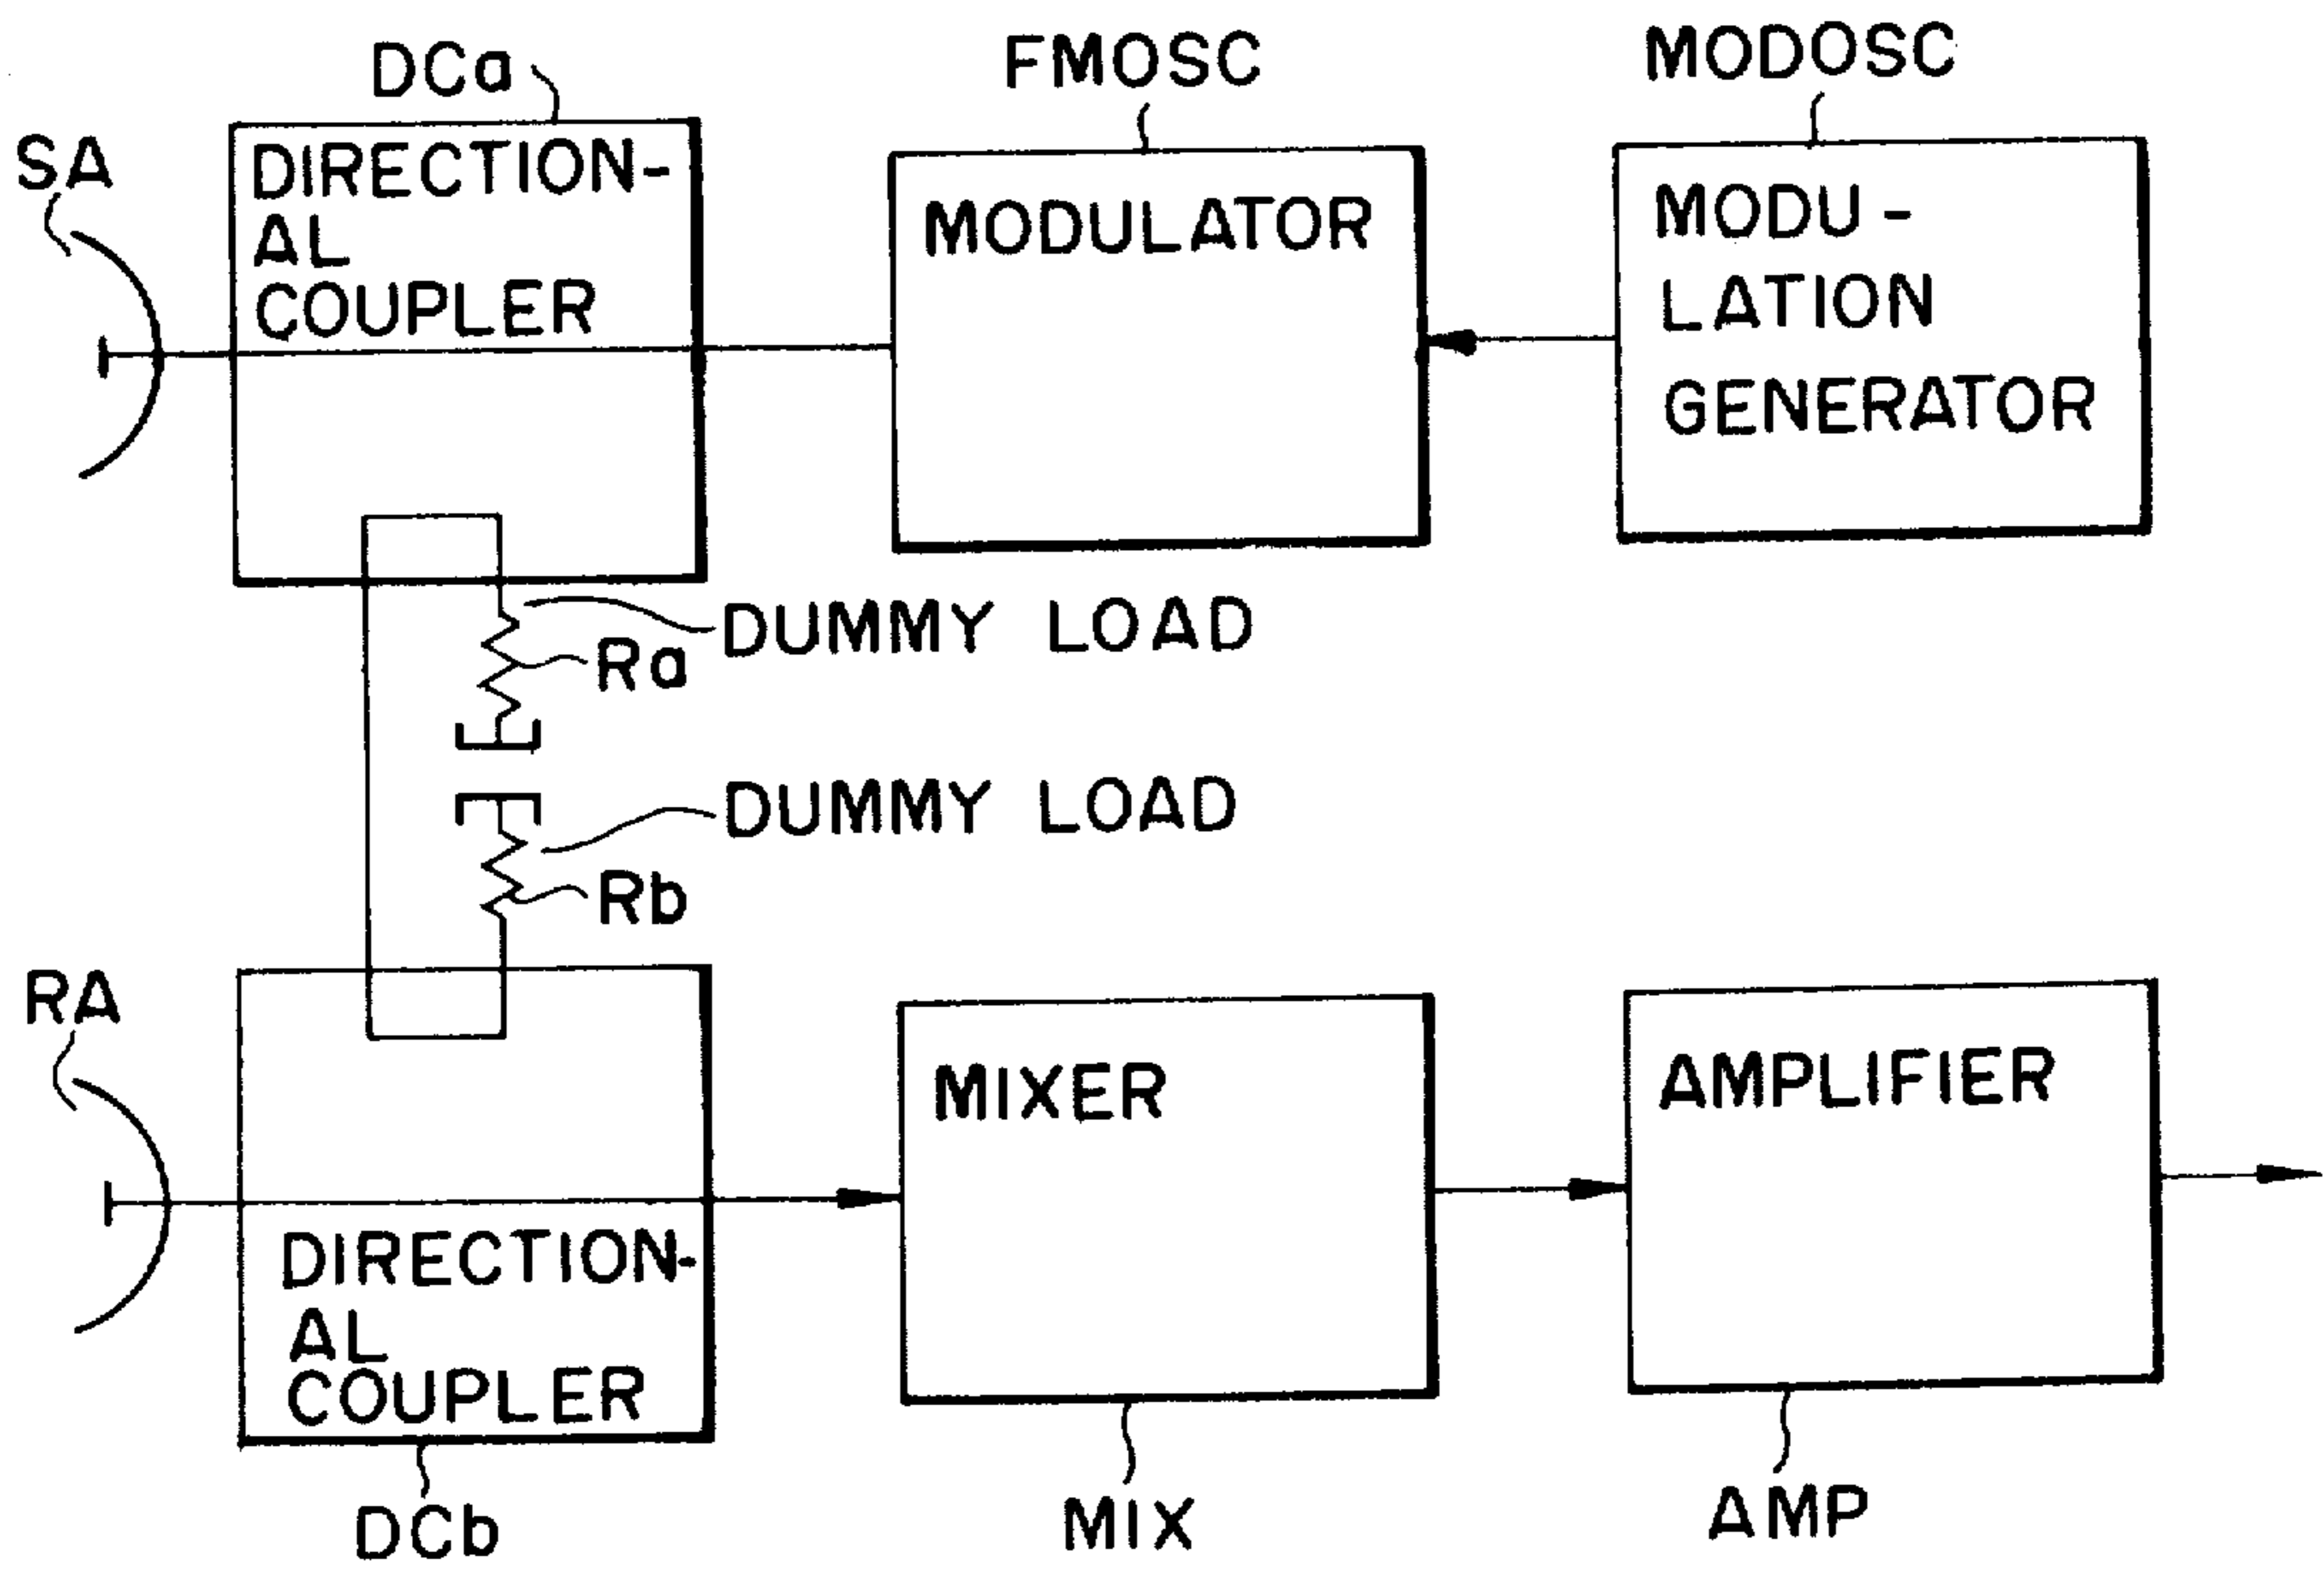 DCa
FMOSC
MODOSC
SA
DIRECTION-
AL
COUPLER
MODULATOR
MODU-
LATION
GENERATOR
DUMMY LOAD
Ra
DUMMY LOAD
Rb
RA
MIXER
AMPLIFIER
DIRECTION-
AL
COUPLER
DCb
MIX
AMP